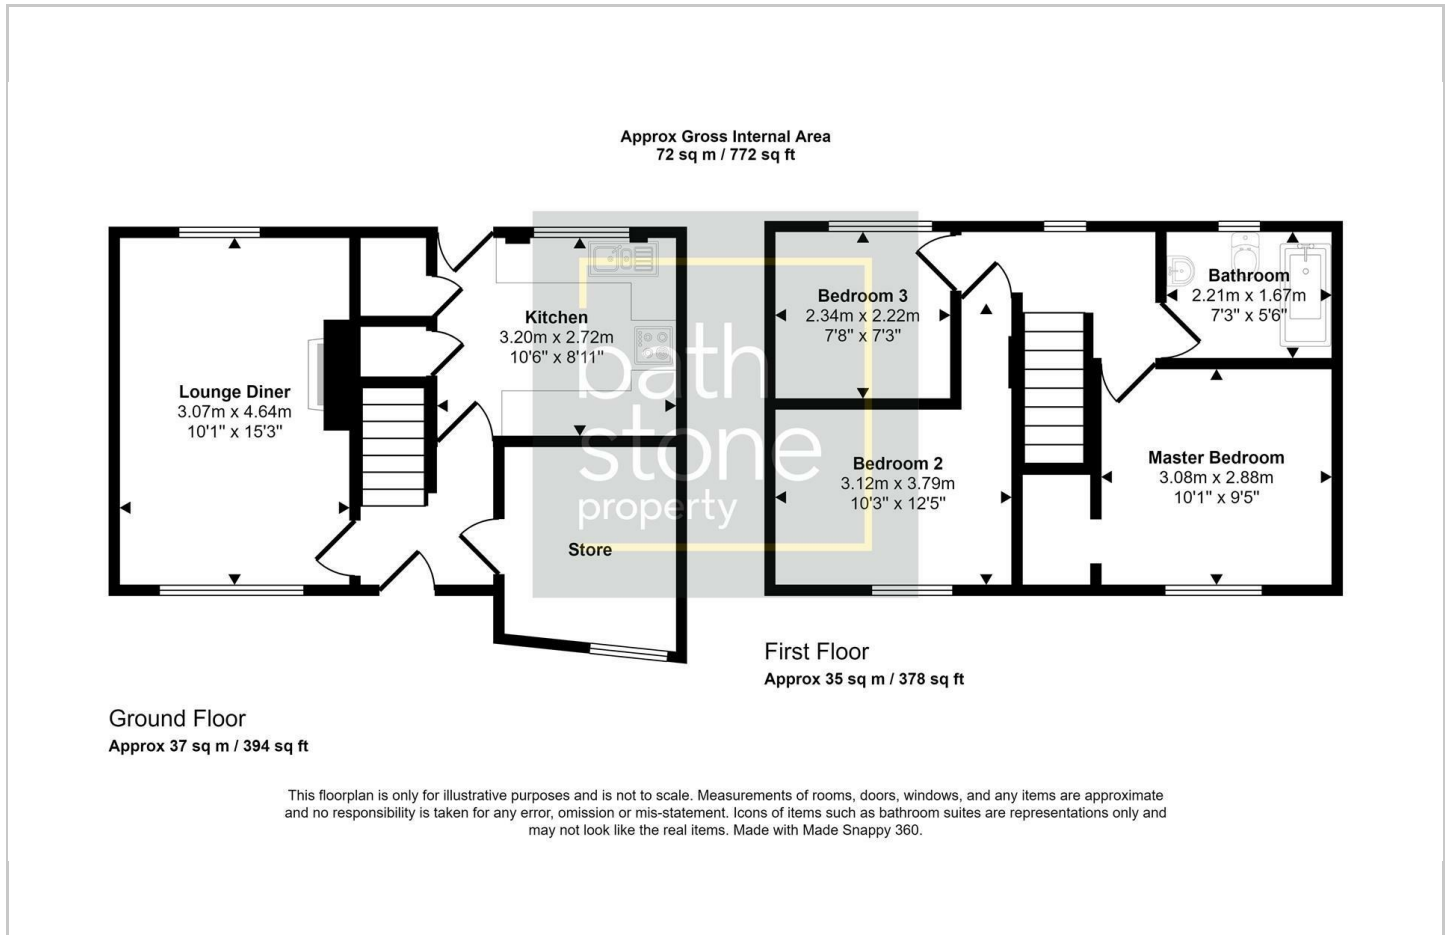 Approx Gross Internal Area
72 sq m / 772 sq ft
Lounge Diner
3.07m x 4.64m
10'1" x 15'3"
Kitchen
3.20m x 2.72m
10'6" x 8'11"
Store
bath
stone
property
Bedroom 3
2.34m x 2.22m
7'8" x 7'3"
Bathroom
2.21m x 1.67m
7'3" x 5'6"
Bedroom 2
3.12m x 3.79m
10'3" x 12'5"
Master Bedroom
3.08m x 2.88m
10'1" x 9'5"
First Floor
Approx 35 sq m / 378 sq ft
Ground Floor
Approx 37 sq m / 394 sq ft
This floorplan is only for illustrative purposes and is not to scale. Measurements of rooms, doors, windows, and any items are approximate
and no responsibility is taken for any error, omission or mis-statement. Icons of items such as bathroom suites are representations only and
may not look like the real items. Made with Made Snappy 360.